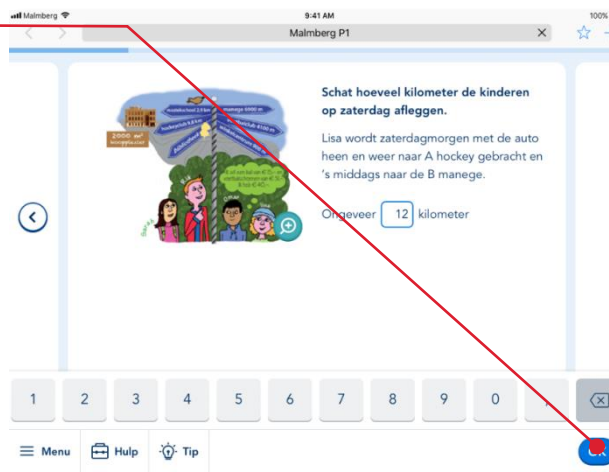 Malmberg 9:41 AM 100%
Malmberg P1
Schat hoeveel kilometer de kinderen
op zaterdag afleggen.
Lisa wordt zaterdagmorgen met de auto
heen en weer naar A hockey gebracht en
's middags naar de B manege.
Ongeveer 12 kilometer
manege 6900 m
2000 m²
1 2 3 4 5 6 7 8 9 0 ,
Menu Hulp Tip OK